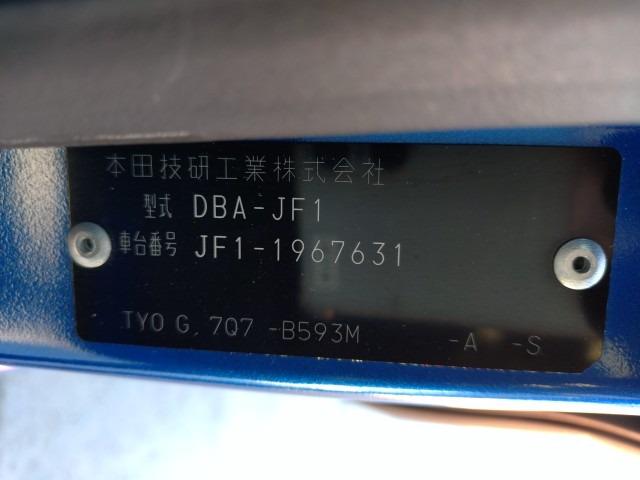 本田技研工業株式会社
型式 DBA-JF1
車台番号 JF1-1967631
TYO G, 7Q7 -B593M -A -S